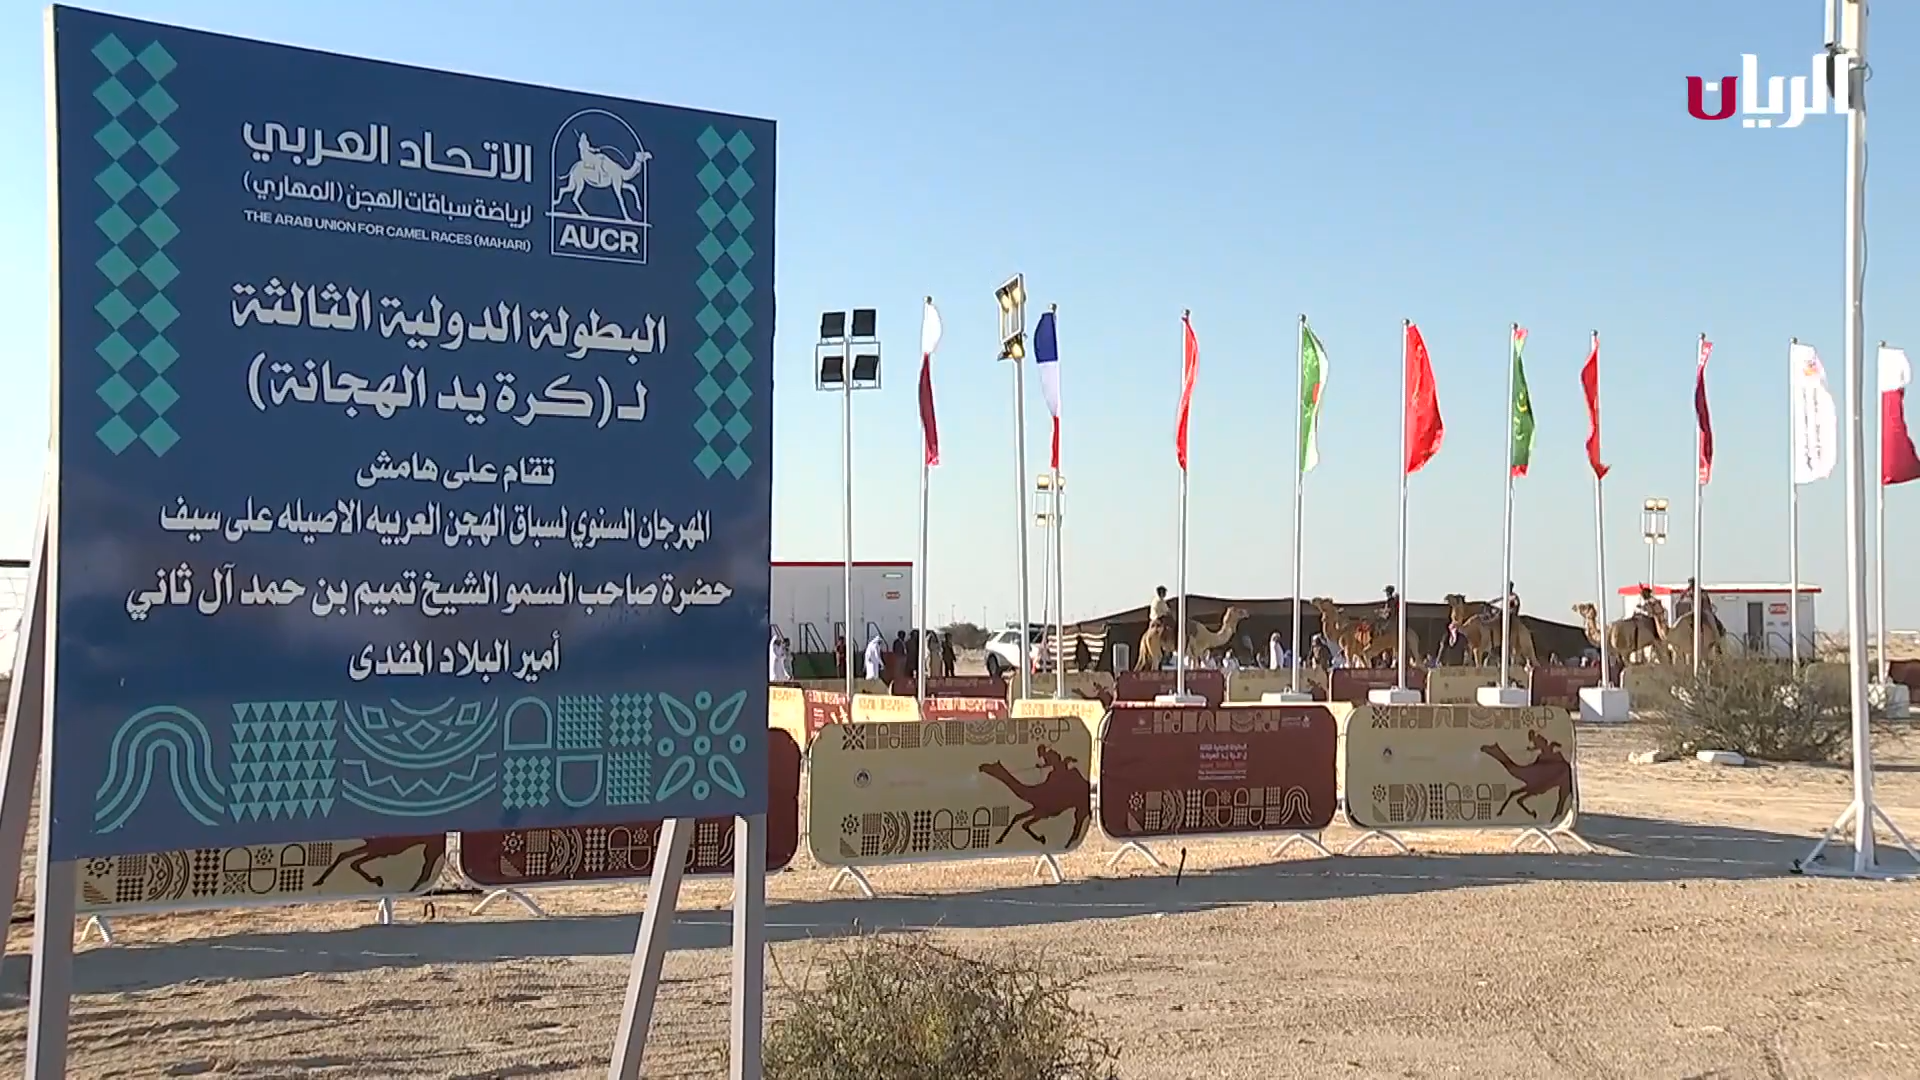 الريان
الاتحاد العربي
لرياضة سباقات الهجن (المهاري)
THE ARAB UNION FOR CAMEL RACES (MAHARI)
AUCR
البطولة الدولية الثالثة
لـ (كرة يد الهجانة)
تقام على هامش
المهرجان السنوي لسباق الهجن العربيه الاصيله على سيف
حضرة صاحب السمو الشيخ تميم بن حمد آل ثاني
أمير البلاد المفدى